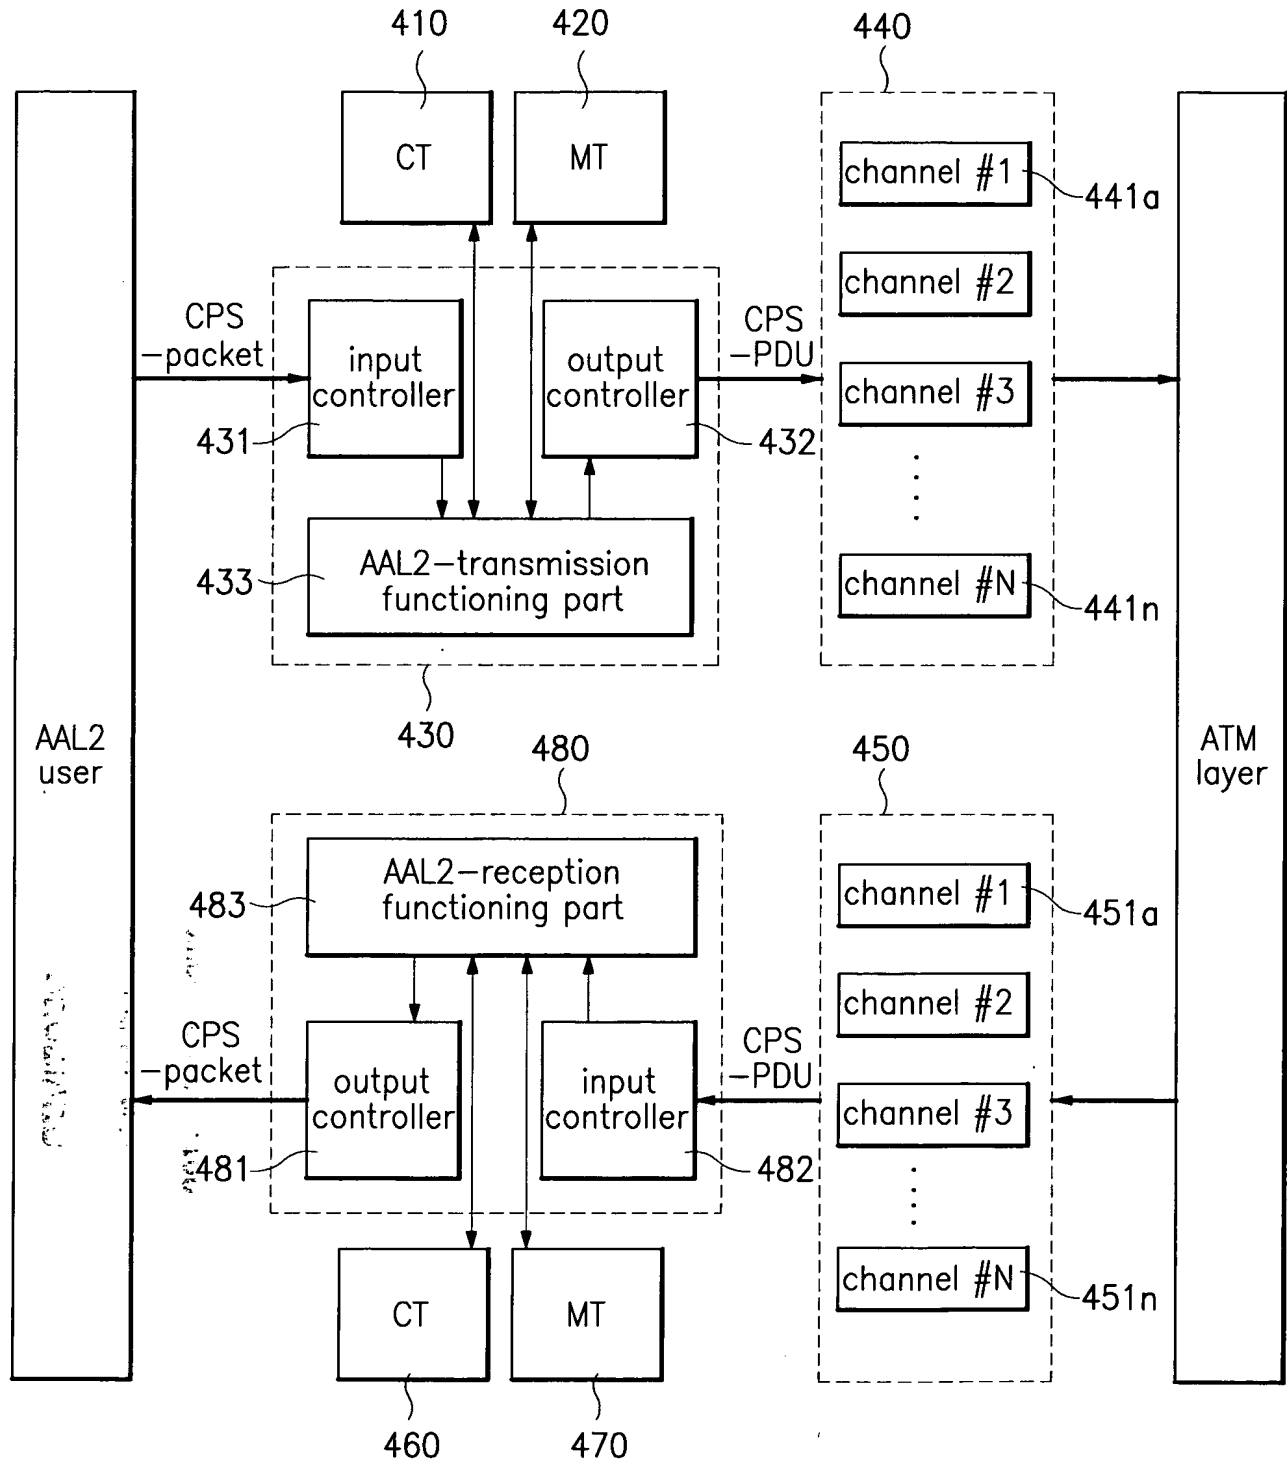 410
420
440
CT
MT
channel #1
441a
channel #2
CPS
-packet
input
controller
output
controller
CPS
-PDU
channel #3
431
432
AAL2-transmission
functioning part
433
channel #N
441n
430
AAL2
user
480
450
ATM
layer
AAL2-reception
functioning part
483
channel #1
451a
channel #2
CPS
-packet
output
controller
input
controller
CPS
-PDU
channel #3
481
482
channel #N
451n
CT
MT
460
470